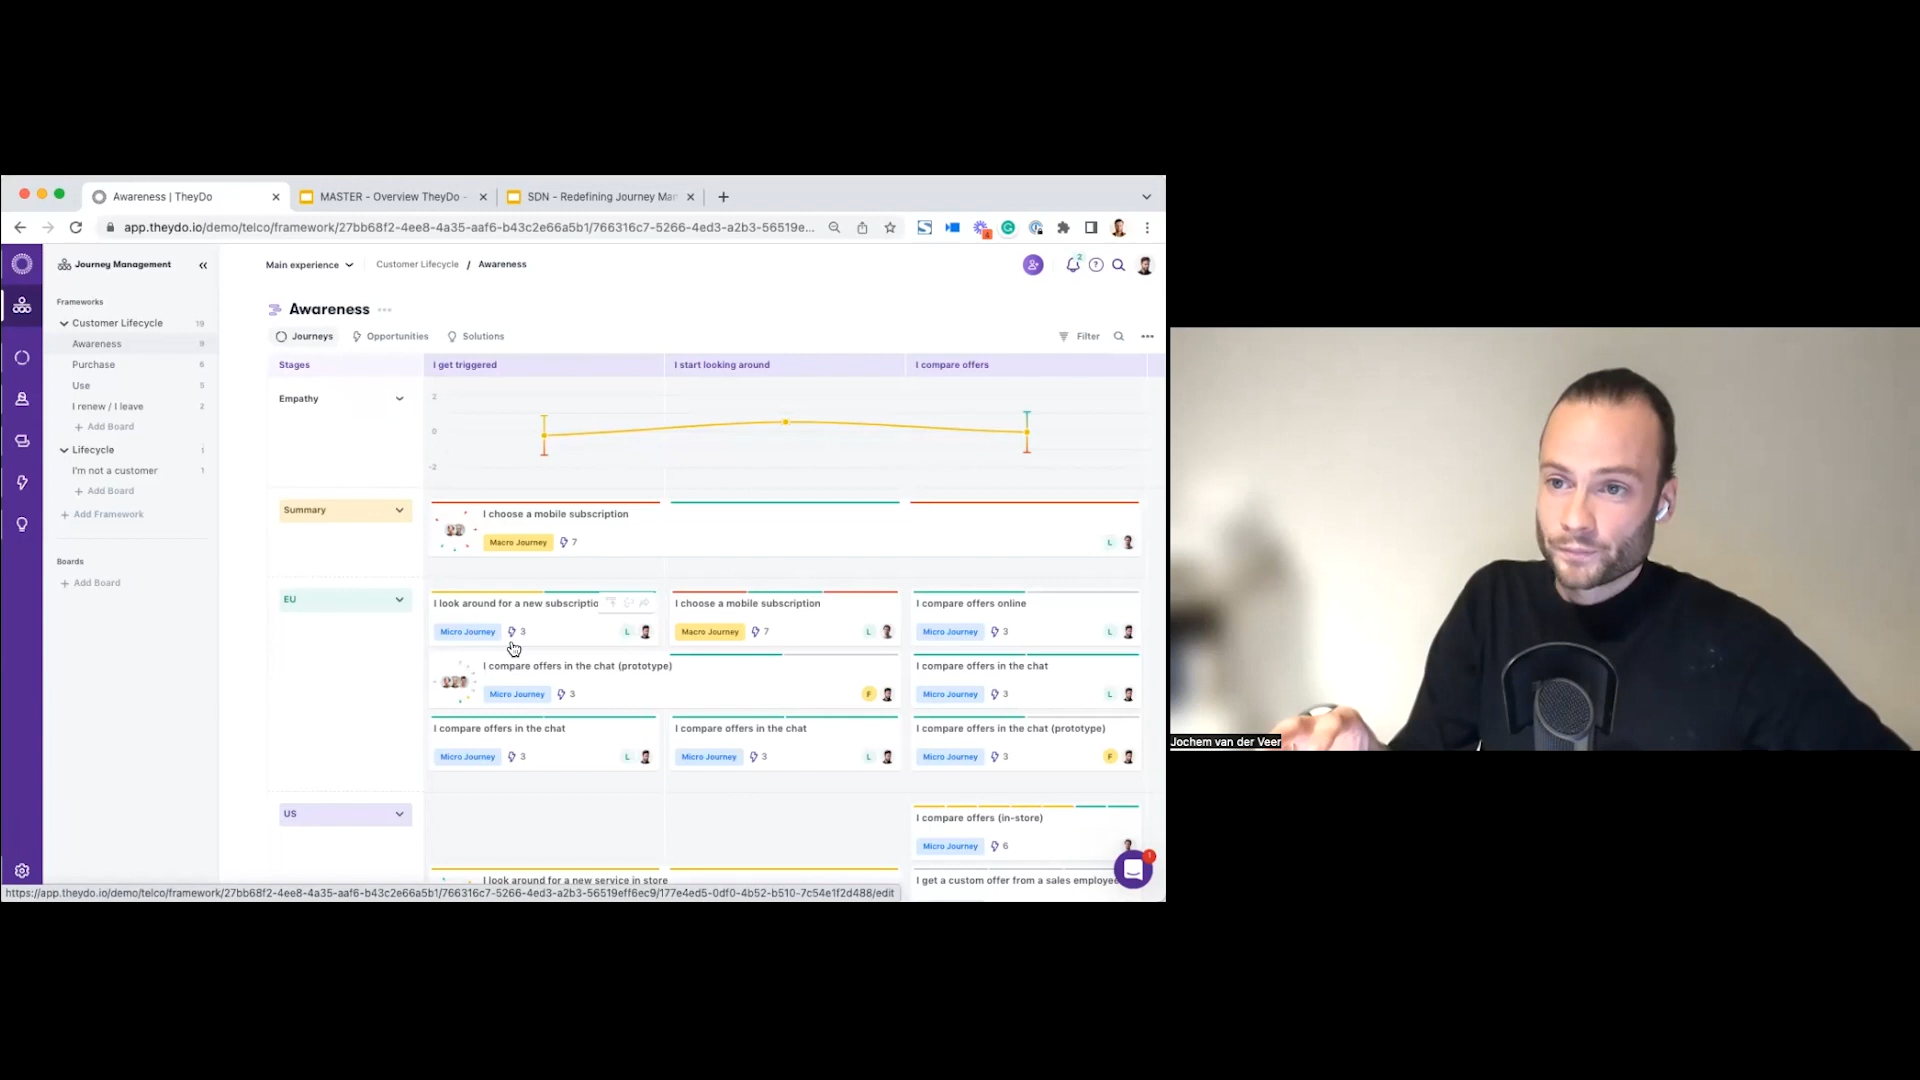 Awareness | TheyDo
MASTER - Overview TheyDo -
SDN - Redefining Journey Man
app.theydo.io/demo/telco/framework/27bb68f2-4ee8-4a35-aaf6-b43c2e66a5b1/766316c7-5266-4ed3-a2b3-56519e...
4
Journey Management
Main experience
Customer Lifecycle / Awareness
2
Frameworks
Customer Lifecycle 19
Awareness 9
Purchase 6
Use 5
I renew / I leave 2
+ Add Board
Lifecycle 1
I'm not a customer 1
+ Add Board
+ Add Framework
Boards
+ Add Board
Awareness
Journeys Opportunities Solutions
Filter
Stages I get triggered I start looking around I compare offers
Empathy
2
0
-2
Summary
I choose a mobile subscription
Macro Journey 7 L
EU
I look around for a new subscriptio
Micro Journey 3 L
I choose a mobile subscription
Macro Journey 7 L
I compare offers online
Micro Journey 3 L
I compare offers in the chat (prototype)
Micro Journey 3 F
I compare offers in the chat
Micro Journey 3 L
I compare offers in the chat
Micro Journey 3 L
I compare offers in the chat
Micro Journey 3 L
I compare offers in the chat (prototype)
Micro Journey 3 F
US
I compare offers (in-store)
Micro Journey 6
I look around for a new service in store
I get a custom offer from a sales employee
1
https://app.theydo.io/demo/telco/framework/27bb68f2-4ee8-4a35-aaf6-b43c2e66a5b1/766316c7-5266-4ed3-a2b3-56519eff6ec9/177e4ed5-0df0-4b52-b510-7c54e1f2d488/edit
Jochem van der Veer